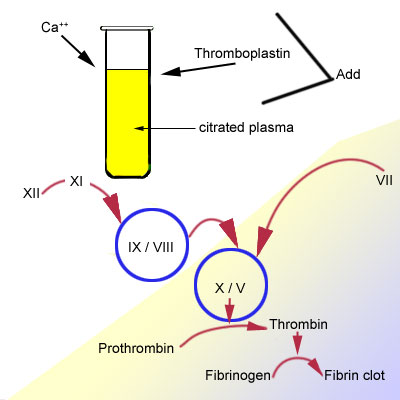 Ca++
Thromboplastin
Add
citrated plasma
XII
XI
VII
IX / VIII
X / V
Thrombin
Prothrombin
Fibrinogen
Fibrin clot